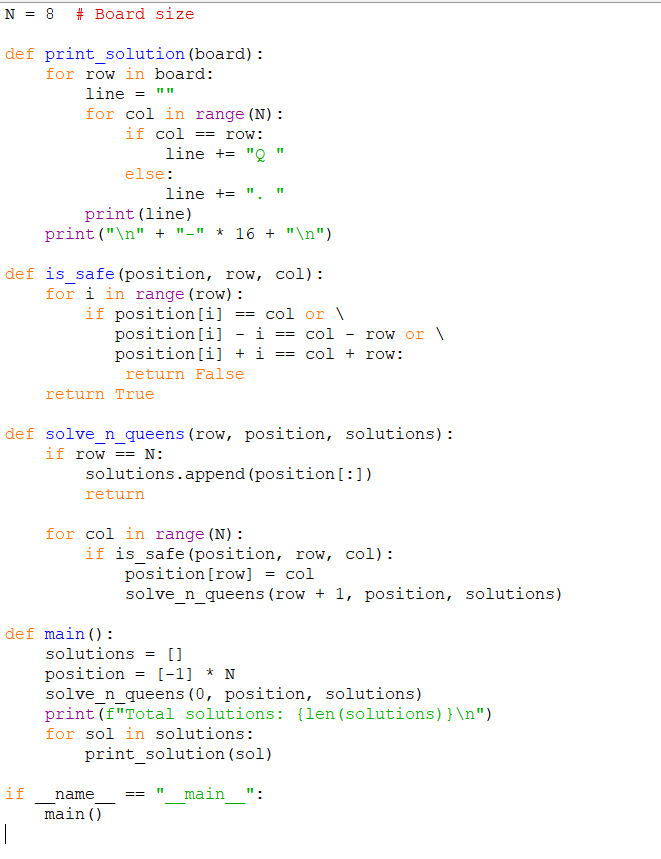 N = 8  # Board size

def print_solution(board):
    for row in board:
        line = ""
        for col in range(N):
            if col == row:
                line += "Q "
            else:
                line += ". "
        print(line)
    print("\n" + "-" * 16 + "\n")

def is_safe(position, row, col):
    for i in range(row):
        if position[i] == col or \
           position[i] - i == col - row or \
           position[i] + i == col + row:
            return False
    return True

def solve_n_queens(row, position, solutions):
    if row == N:
        solutions.append(position[:])
        return

    for col in range(N):
        if is_safe(position, row, col):
            position[row] = col
            solve_n_queens(row + 1, position, solutions)

def main():
    solutions = []
    position = [-1] * N
    solve_n_queens(0, position, solutions)
    print(f"Total solutions: {len(solutions)}\n")
    for sol in solutions:
        print_solution(sol)

if __name__ == "__main__":
    main()